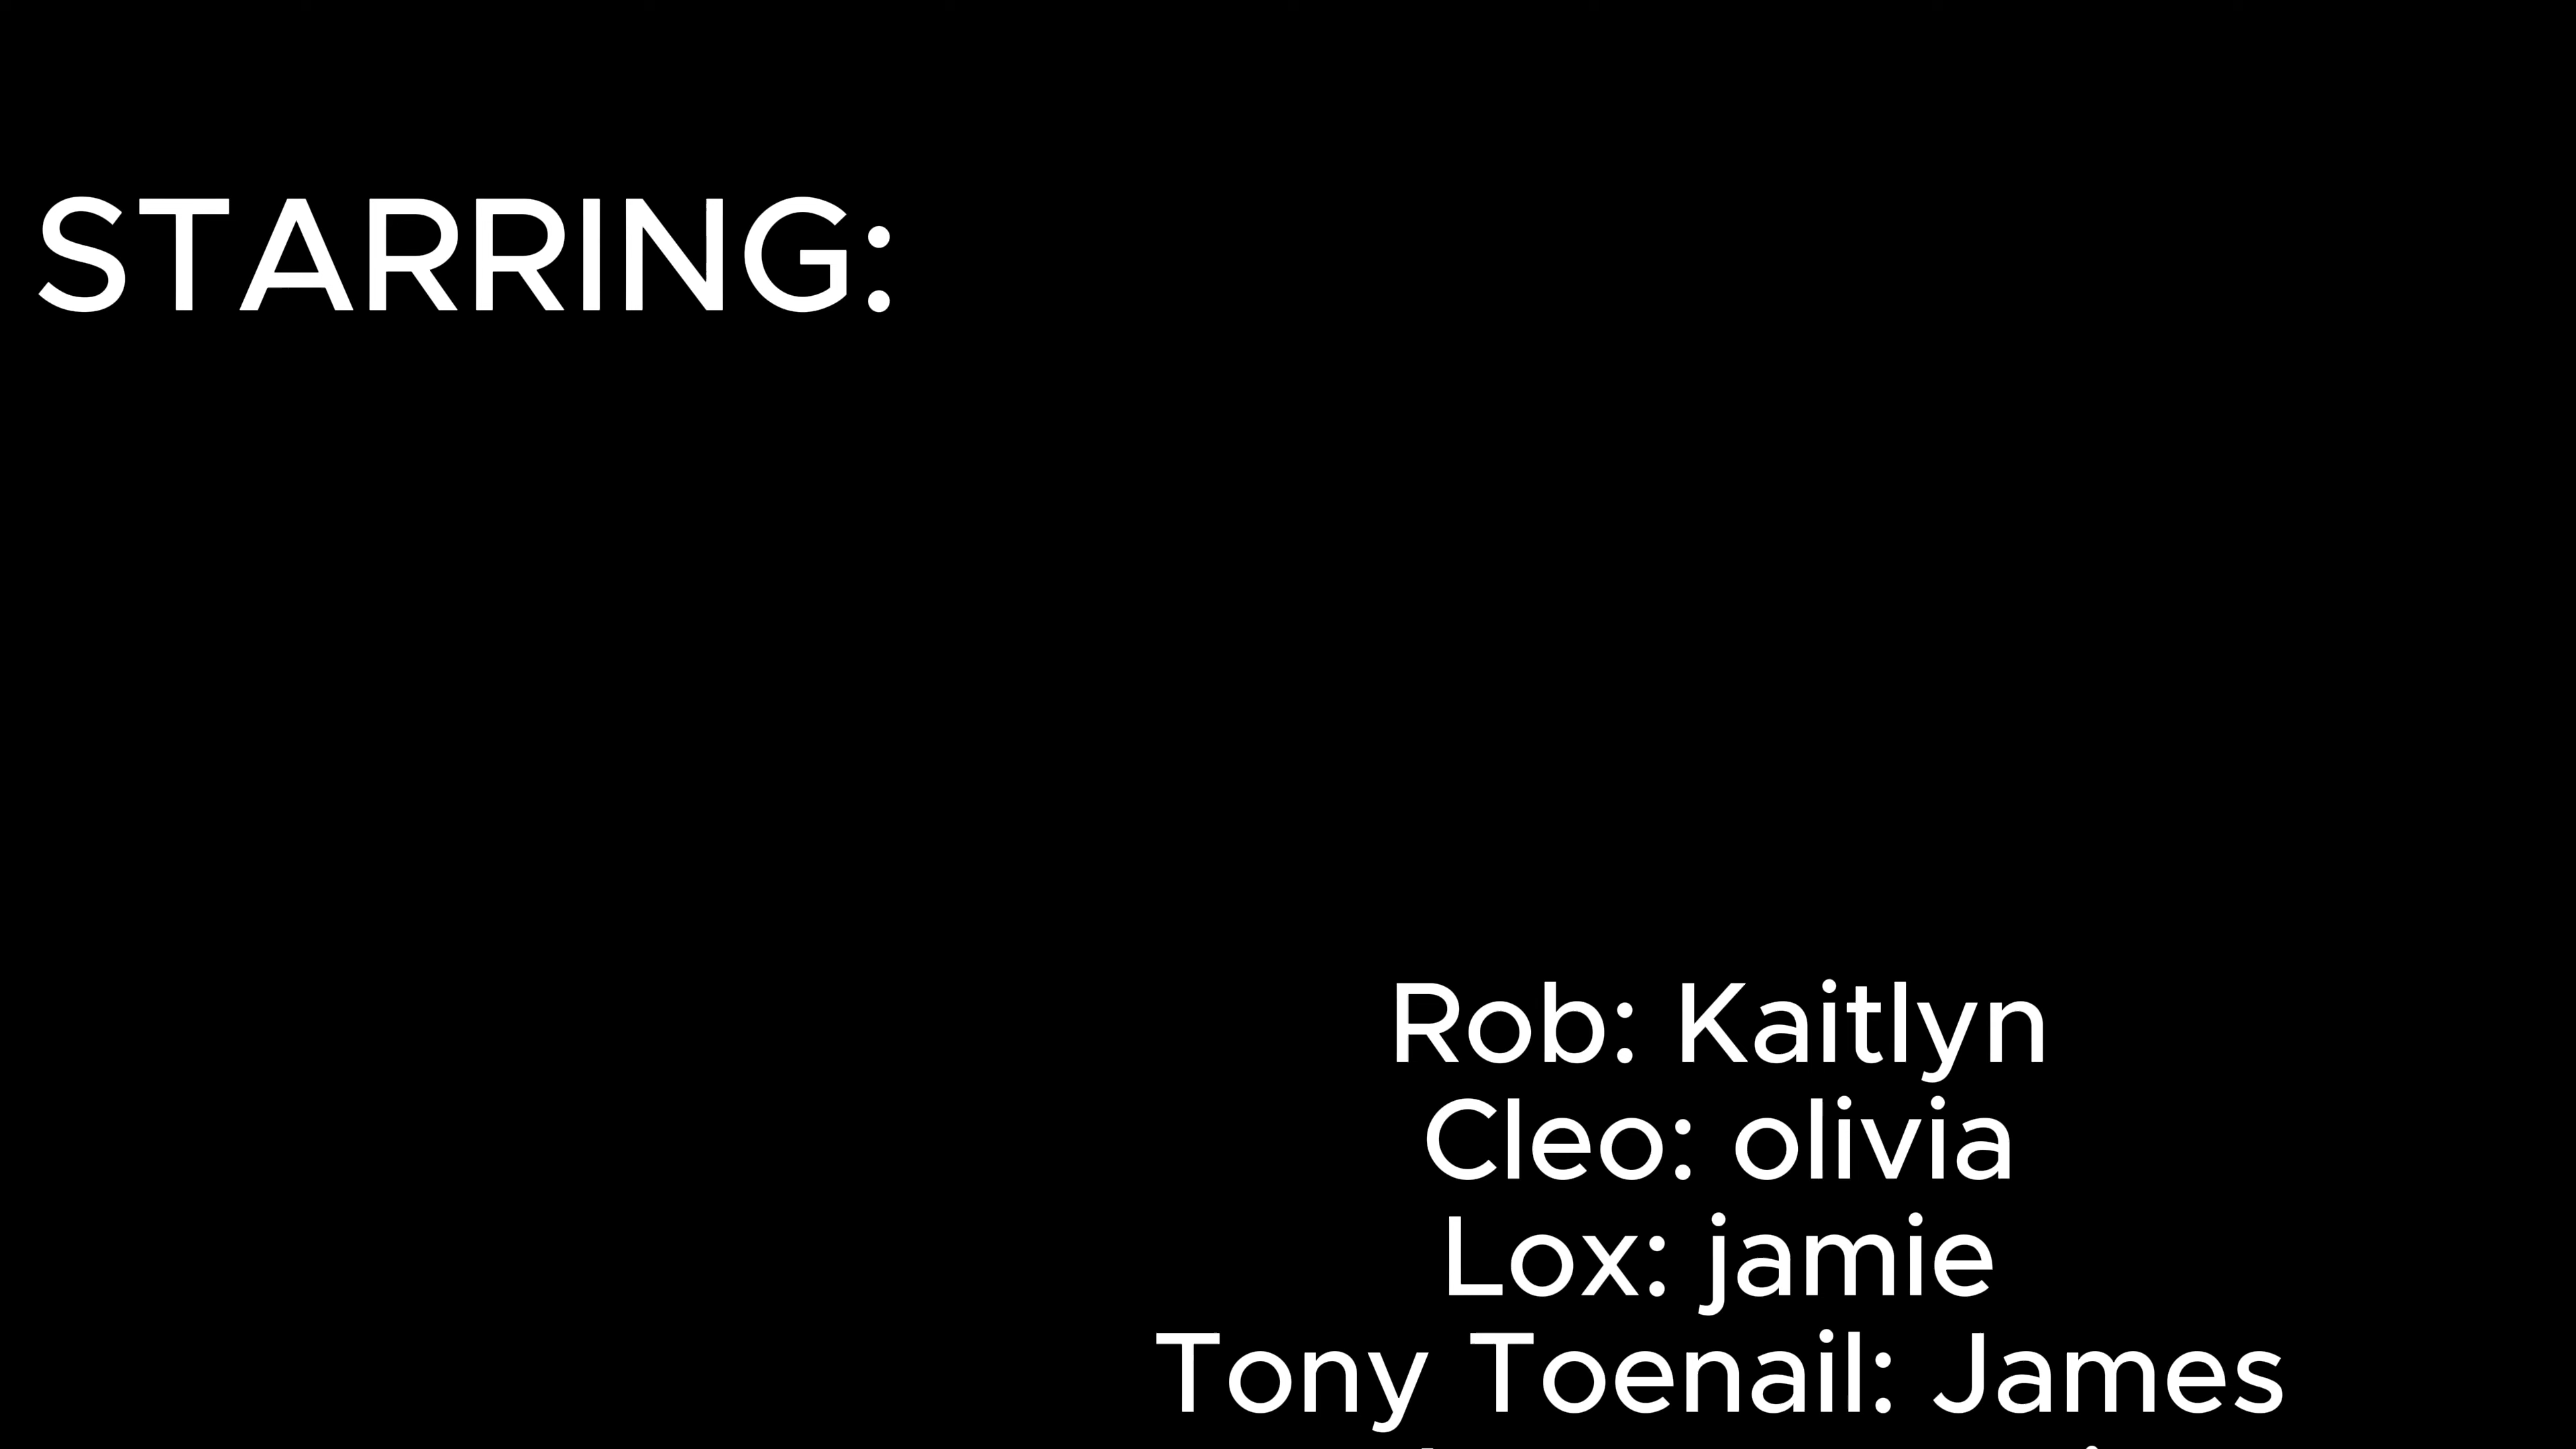 STARRING:
Rob: Kaitlyn
Cleo: olivia
Lox: jamie
Tony Toenail: James